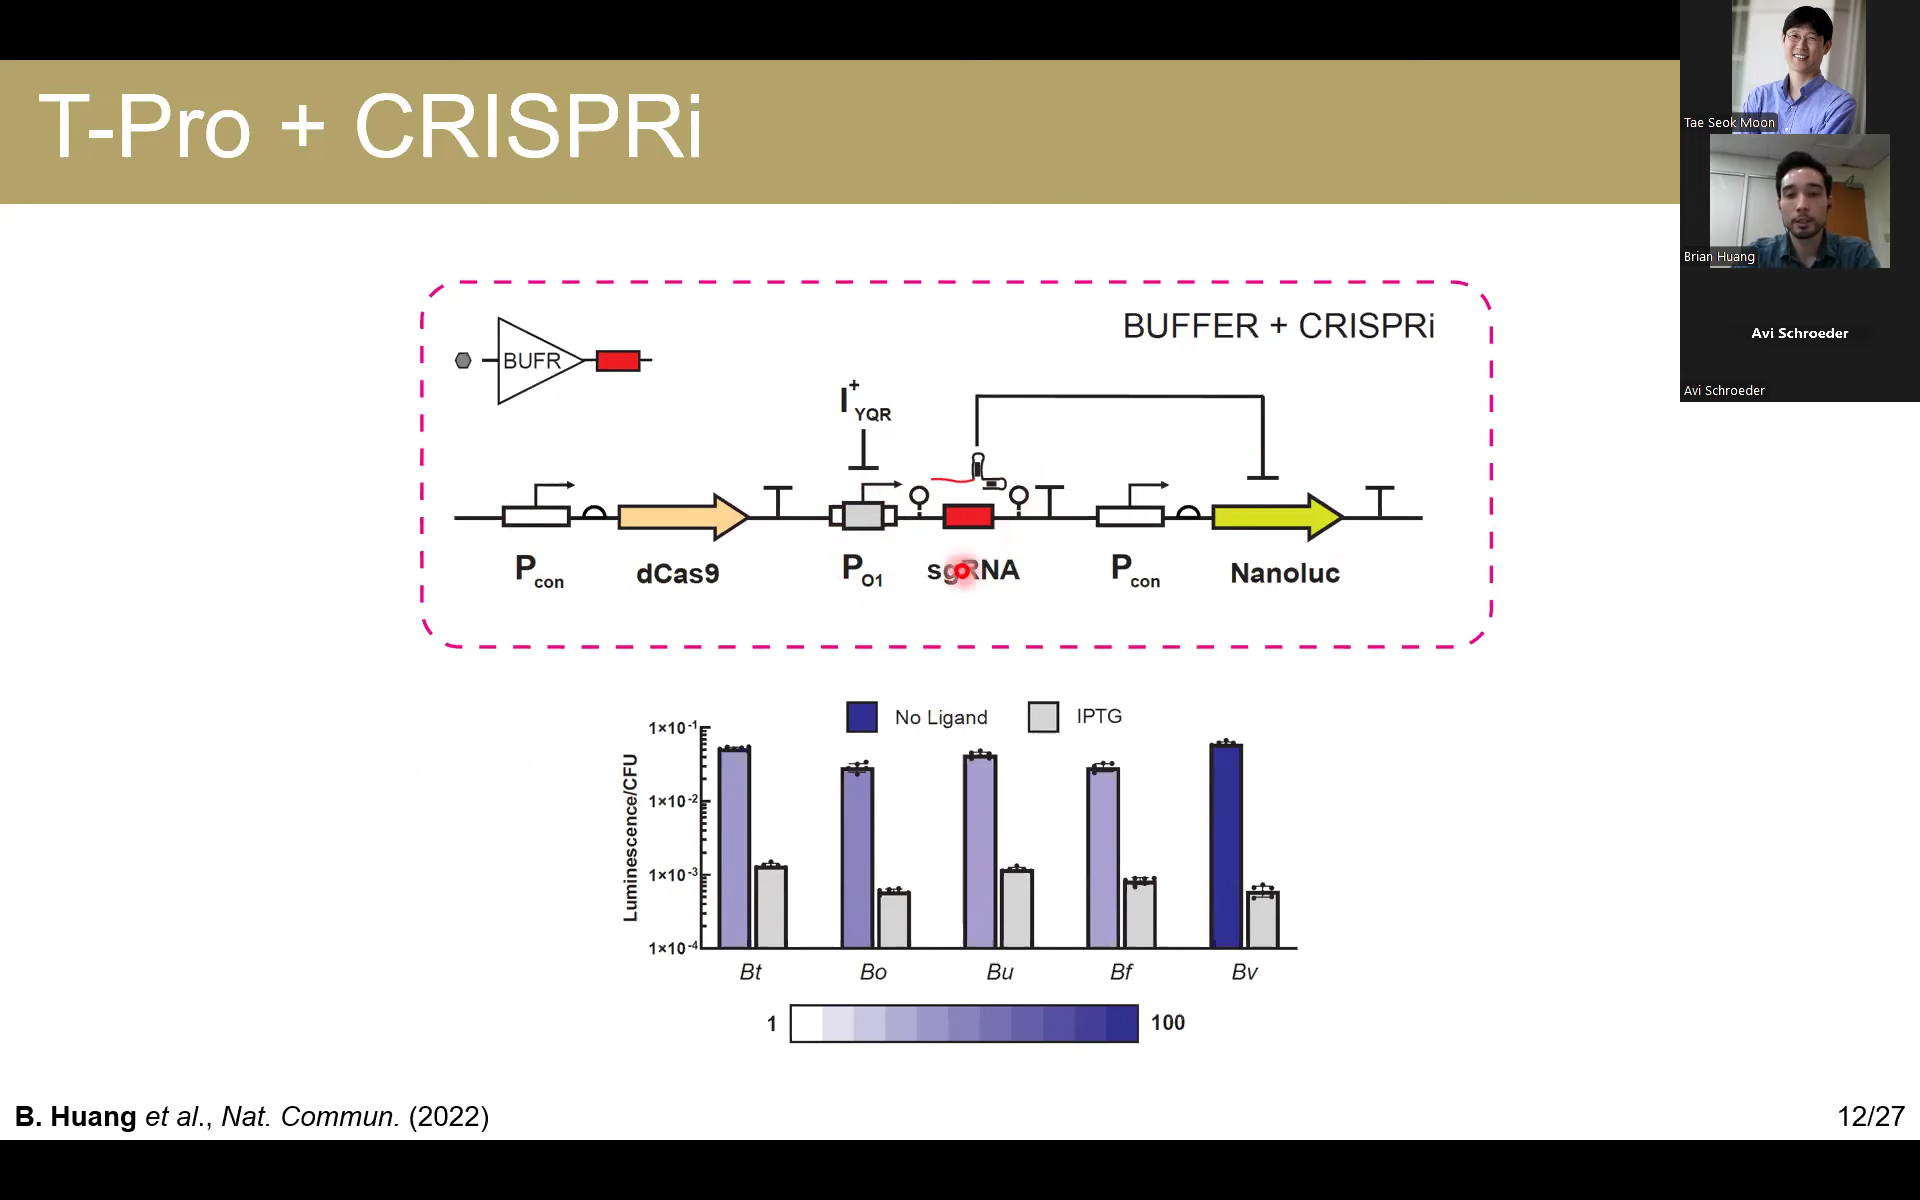 T-Pro + CRISPRi
Tae Seok Moon
Brian Huang
Avi Schroeder
Avi Schroeder
BUFFER + CRISPRi
BUFR
I+YQR
Pcon
dCas9
PO1
sgRNA
Pcon
Nanoluc
No Ligand
IPTG
Luminescence/CFU
1×10-1
1×10-2
1×10-3
1×10-4
Bt
Bo
Bu
Bf
Bv
1
100
B. Huang et al., Nat. Commun. (2022)
12/27